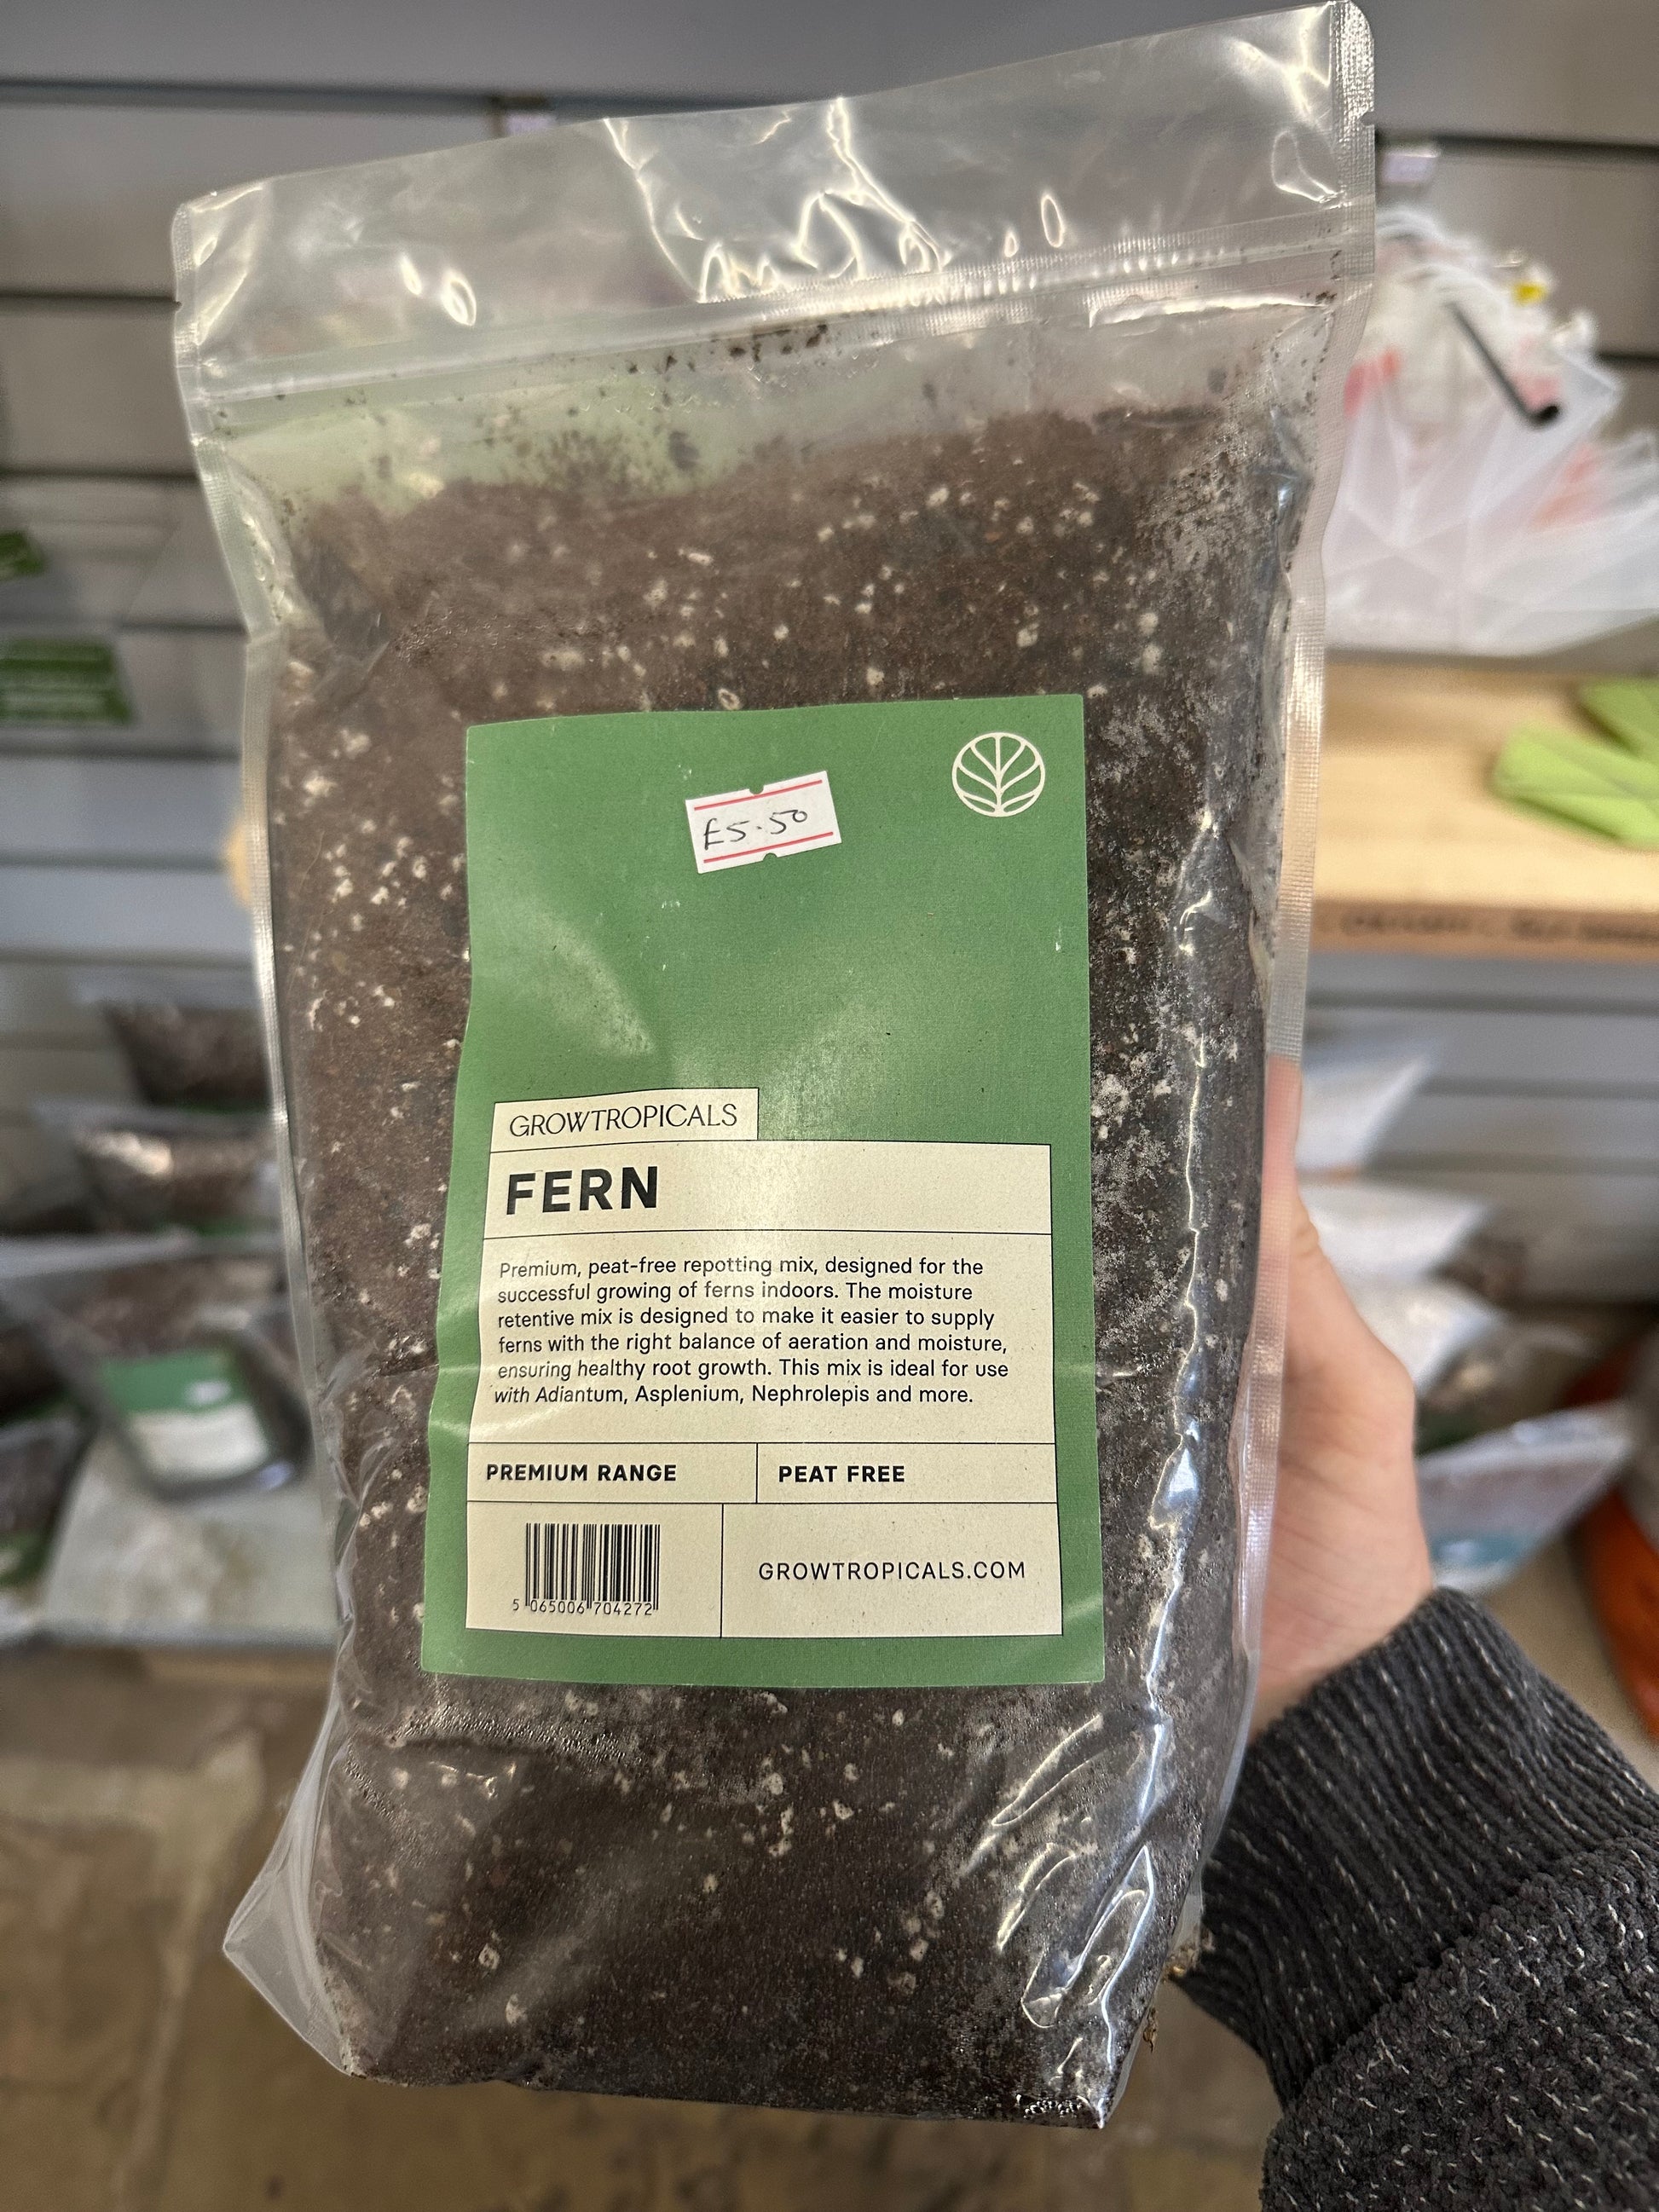 £5.50
GROWTROPICALS
FERN
Premium, peat-free repotting mix, designed for the
successful growing of ferns indoors. The moisture
retentive mix is designed to make it easier to supply
ferns with the right balance of aeration and moisture,
ensuring healthy root growth. This mix is ideal for use
with Adiantum, Asplenium, Nephrolepis and more.
PREMIUM RANGE
PEAT FREE
5 065006 704272
GROWTROPICALS.COM